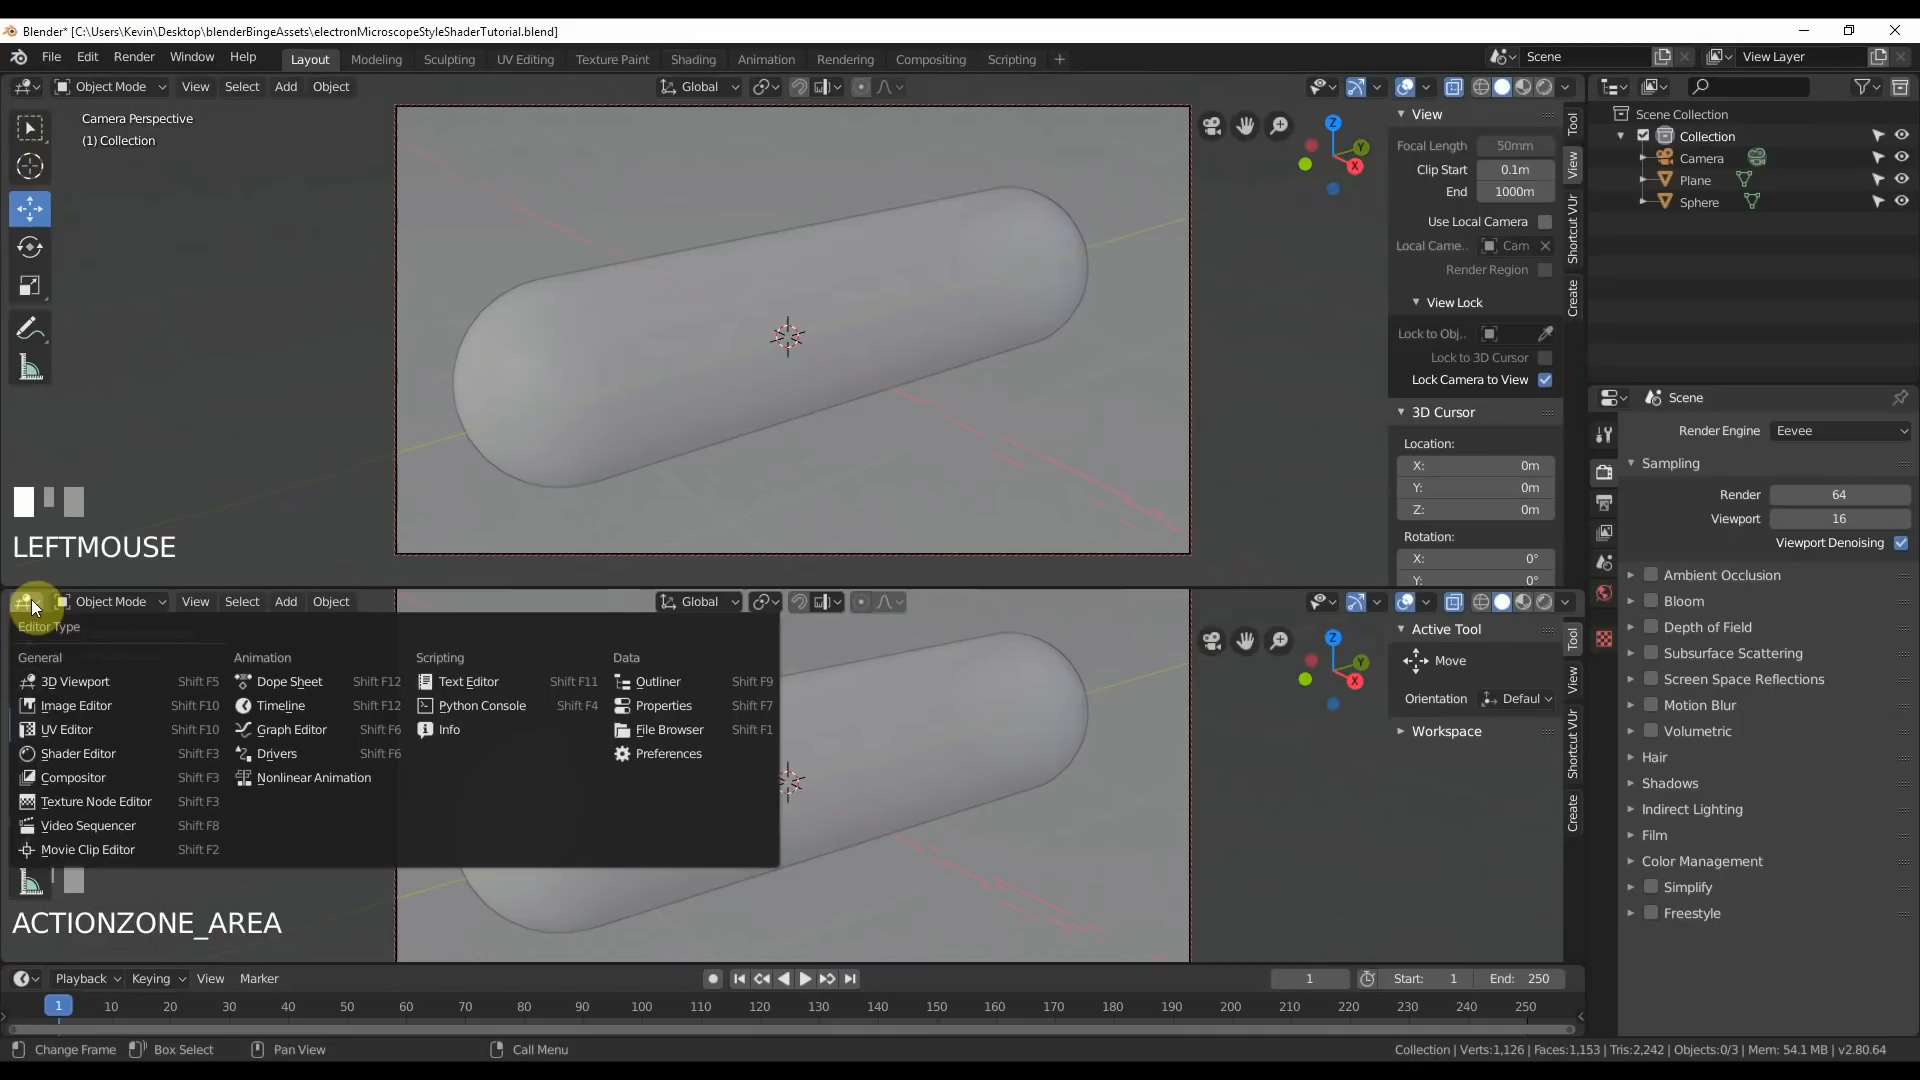 Blender* [C:\Users\Kevin\Desktop\blenderBingeAssets\electronMicroscopeStyleShaderTutorial.blend]
File Edit Render Window Help Layout Modeling Sculpting UV Editing Texture Paint Shading Animation Rendering Compositing Scripting + Scene View Layer
Object Mode View Select Add Object Global
Camera Perspective
(1) Collection
View
Focal Length 50mm
Clip Start 0.1m
End 1000m
Use Local Camera
Local Came.. Cam
Render Region
View Lock
Lock to Obj..
Lock to 3D Cursor
Lock Camera to View
3D Cursor
Location:
X: 0m
Y: 0m
Z: 0m
Rotation:
X: 0°
Y: 0°
Tool
View
Shortcut VUr
Create
Z
Y
X
Scene Collection
Collection
Camera
Plane
Sphere
Scene
Render Engine Eevee
Sampling
Render 64
Viewport 16
Viewport Denoising
Ambient Occlusion
Bloom
Depth of Field
Subsurface Scattering
Screen Space Reflections
Motion Blur
Volumetric
Hair
Shadows
Indirect Lighting
Film
Color Management
Simplify
Freestyle
LEFTMOUSE
Object Mode View Select Add Object Global
Editor Type
General
3D Viewport Shift F5
Image Editor Shift F10
UV Editor Shift F10
Shader Editor Shift F3
Compositor Shift F3
Texture Node Editor Shift F3
Video Sequencer Shift F8
Movie Clip Editor Shift F2
Animation
Dope Sheet Shift F12
Timeline Shift F12
Graph Editor Shift F6
Drivers Shift F6
Nonlinear Animation
Scripting
Text Editor Shift F11
Python Console Shift F4
Info
Data
Outliner Shift F9
Properties Shift F7
File Browser Shift F1
Preferences
Z
Y
X
Active Tool
Move
Orientation Defaul
Workspace
Tool
View
Shortcut VUr
Create
ACTIONZONE_AREA
Playback Keying View Marker 1 Start: 1 End: 250
1 10 20 30 40 50 60 70 80 90 100 110 120 130 140 150 160 170 180 190 200 210 220 230 240 250
Change Frame Box Select Pan View Call Menu Collection | Verts:1,126 | Faces:1,153 | Tris:2,242 | Objects:0/3 | Mem: 54.1 MB | v2.80.64